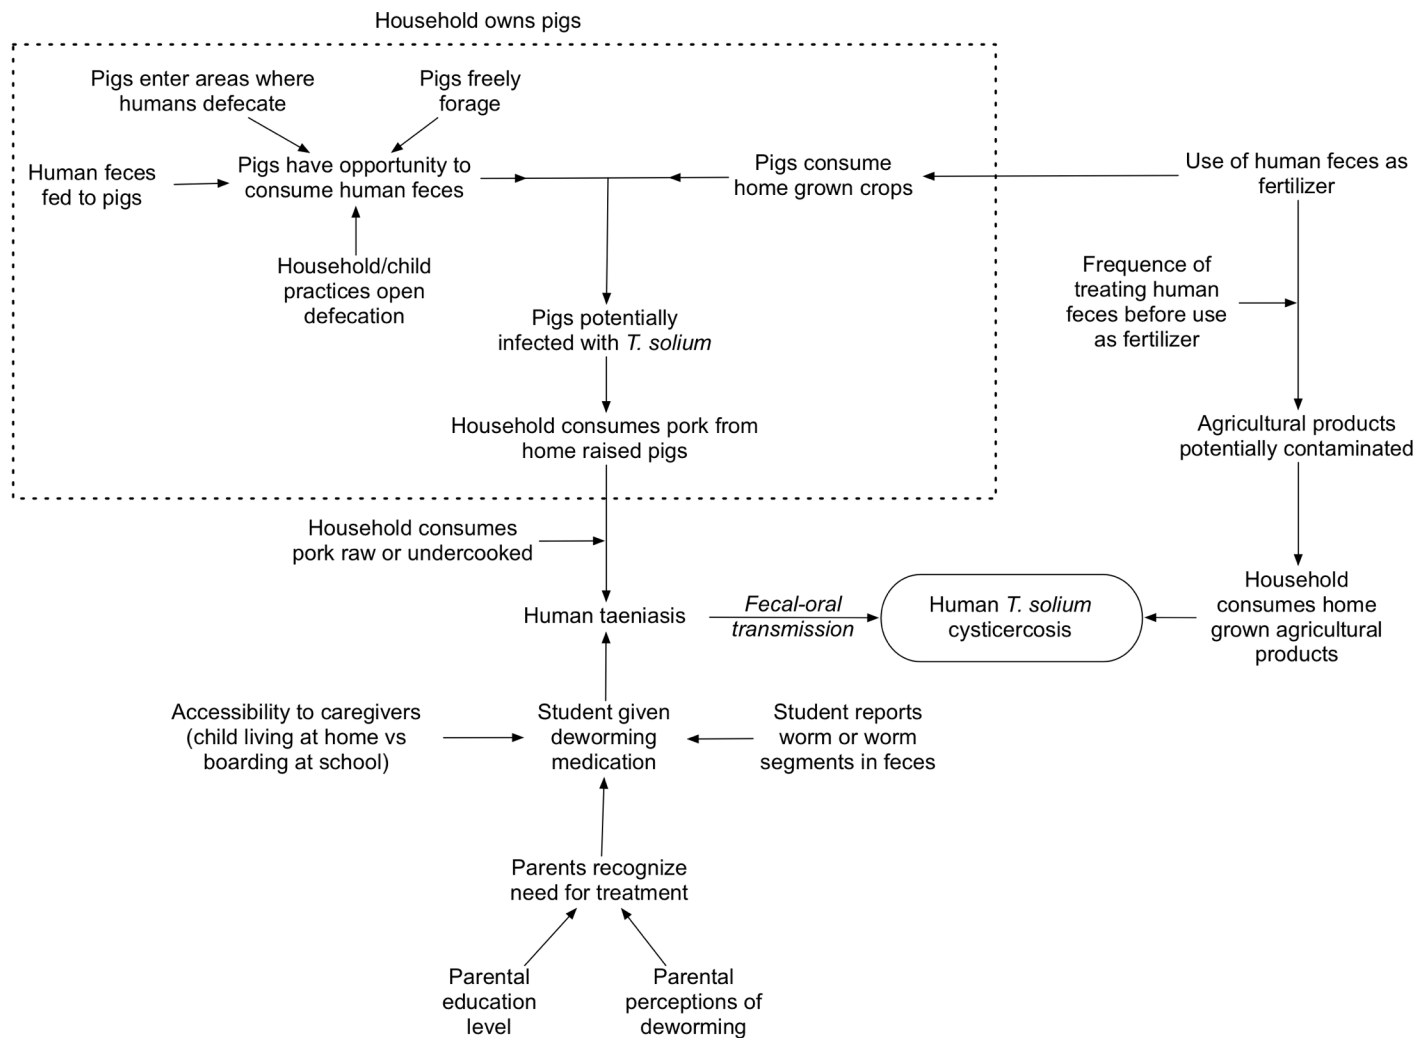 Household owns pigs
Pigs enter areas where
humans defecate
Pigs freely
forage
Human feces
fed to pigs
Pigs have opportunity to
consume human feces
Pigs consume
home grown crops
Use of human feces as
fertilizer
Household/child
practices open
defecation
Frequence of
treating human
feces before use
as fertilizer
Pigs potentially
infected with T. solium
Household consumes pork from
home raised pigs
Agricultural products
potentially contaminated
Household consumes
pork raw or undercooked
Human taeniasis
Fecal-oral
transmission
Human T. solium
cysticercosis
Household
consumes home
grown agricultural
products
Accessibility to caregivers
(child living at home vs
boarding at school)
Student given
deworming
medication
Student reports
worm or worm
segments in feces
Parents recognize
need for treatment
Parental
education
level
Parental
perceptions of
deworming